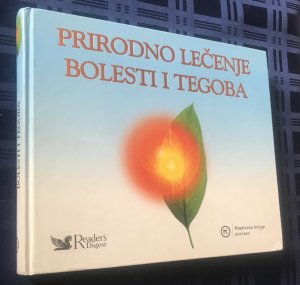 PRIRODNO LEČENJE
BOLESTI I TEGOBA
BOLESTI I TEGOBA
Reader's
Digest
Mladinska knjiga